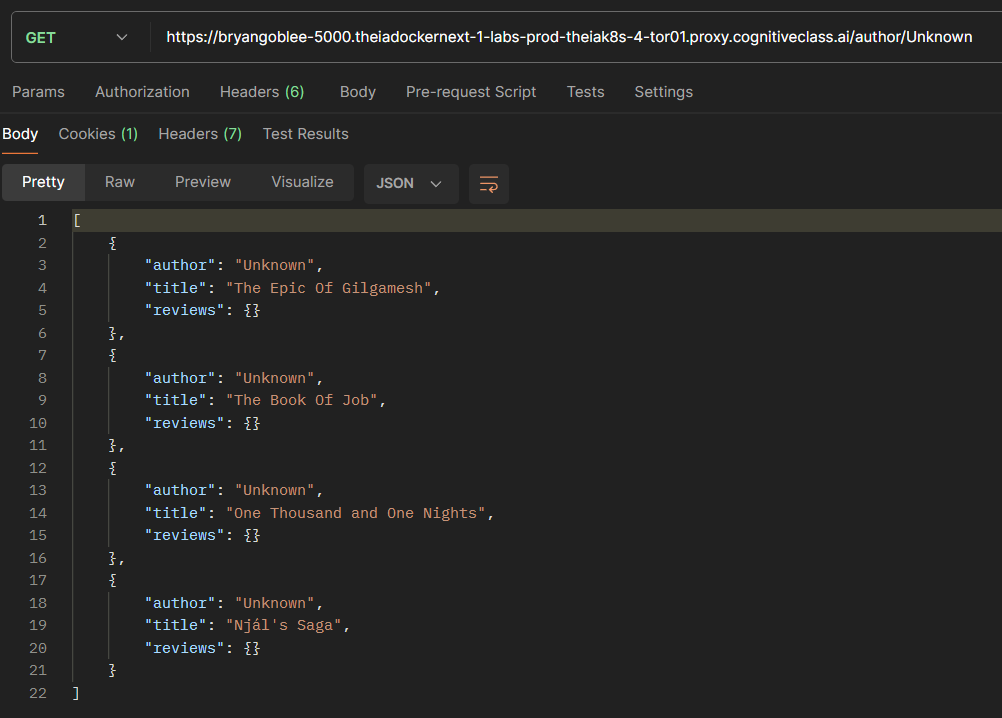 GET https://bryangoblee-5000.theiadockernext-1-labs-prod-theiak8s-4-tor01.proxy.cognitiveclass.ai/author/Unknown
Params Authorization Headers (6) Body Pre-request Script Tests Settings
Body Cookies (1) Headers (7) Test Results
Pretty Raw Preview Visualize JSON
1 [
2 {
3 "author": "Unknown",
4 "title": "The Epic Of Gilgamesh",
5 "reviews": {}
6 },
7 {
8 "author": "Unknown",
9 "title": "The Book Of Job",
10 "reviews": {}
11 },
12 {
13 "author": "Unknown",
14 "title": "One Thousand and One Nights",
15 "reviews": {}
16 },
17 {
18 "author": "Unknown",
19 "title": "Njál's Saga",
20 "reviews": {}
21 }
22 ]